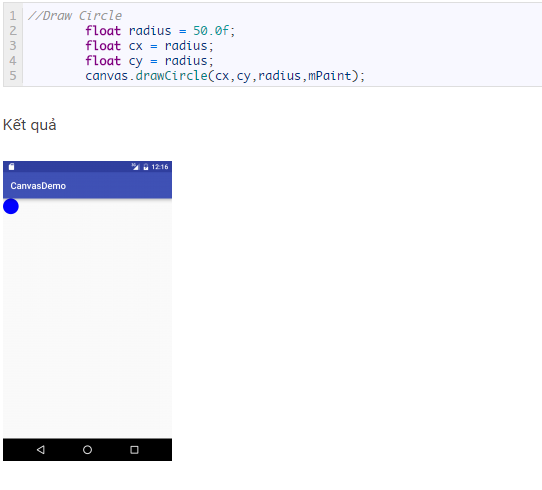 1 //Draw Circle
2 float radius = 50.0f;
3 float cx = radius;
4 float cy = radius;
5 canvas.drawCircle(cx,cy,radius,mPaint);
Kết quả
12:16
CanvasDemo